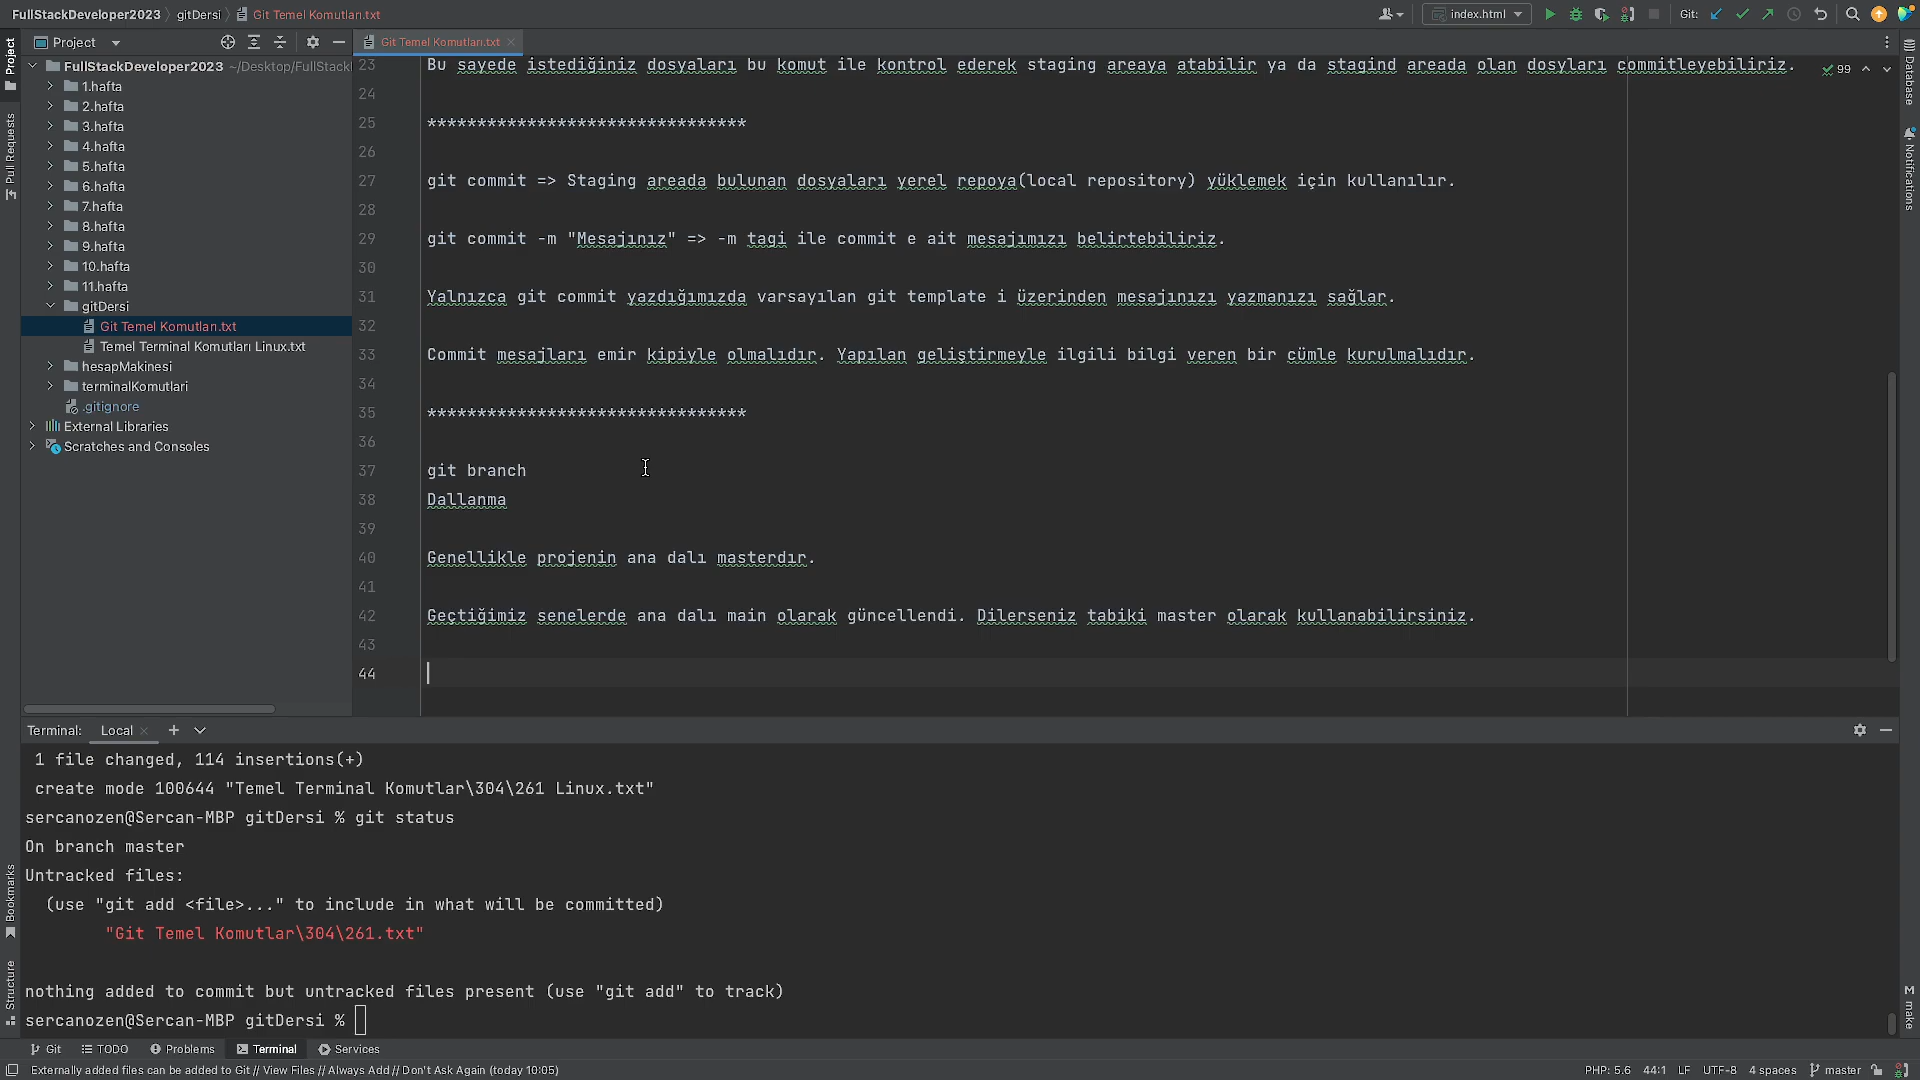 FullStackDeveloper2023 gitDersi Git Temel Komutları.txt
index.html
Git:
Project
Git Temel Komutları.txt
FullStackDeveloper2023 ~/Desktop/FullStackI
1.hafta
2.hafta
3.hafta
4.hafta
5.hafta
6.hafta
7.hafta
8.hafta
9.hafta
10.hafta
11.hafta
gitDersi
Git Temel Komutları.txt
Temel Terminal Komutları Linux.txt
hesapMakinesi
terminalKomutlari
.gitignore
External Libraries
Scratches and Consoles
Project
Pull Requests
Bookmarks
Structure
23 Bu sayede istediğiniz dosyaları bu komut ile kontrol ederek staging areaya atabilir ya da stagind areada olan dosyları commitleyebiliriz.
99
24
25 ********************************
26
27 git commit => Staging areada bulunan dosyaları yerel repoya(local repository) yüklemek için kullanılır.
28
29 git commit -m "Mesajınız" => -m tagi ile commit e ait mesajımızı belirtebiliriz.
30
31 Yalnızca git commit yazdığımızda varsayılan git template i üzerinden mesajınızı yazmanızı sağlar.
32
33 Commit mesajları emir kipiyle olmalıdır. Yapılan geliştirmeyle ilgili bilgi veren bir cümle kurulmalıdır.
34
35 ********************************
36
37 git branch
38 Dallanma
39
40 Genellikle projenin ana dalı masterdır.
41
42 Geçtiğimiz senelerde ana dalı main olarak güncellendi. Dilerseniz tabiki master olarak kullanabilirsiniz.
43
44
Database
Notifications
make
Terminal: Local
1 file changed, 114 insertions(+)
create mode 100644 "Temel Terminal Komutlar\304\261 Linux.txt"
sercanozen@Sercan-MBP gitDersi % git status
On branch master
Untracked files:
(use "git add <file>..." to include in what will be committed)
"Git Temel Komutlar\304\261.txt"
nothing added to commit but untracked files present (use "git add" to track)
sercanozen@Sercan-MBP gitDersi %
Git TODO Problems Terminal Services
Externally added files can be added to Git // View Files // Always Add // Don't Ask Again (today 10:05)
PHP: 5.6 44:1 LF UTF-8 4 spaces master